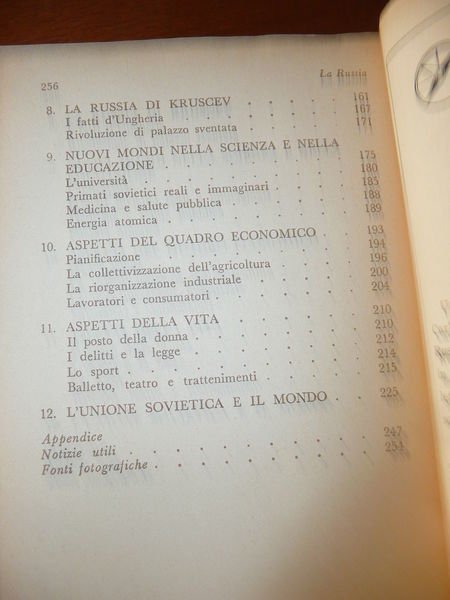 256 La Russia
8. LA RUSSIA DI KRUSCEV . . . . 161
I fatti d'Ungheria . . . . . . . 167
Rivoluzione di palazzo sventata . . . . 171
9. NUOVI MONDI NELLA SCIENZA E NELLA
EDUCAZIONE . . . . . . . 175
L'università . . . . . . . . 180
Primati sovietici reali e immaginari . . . 185
Medicina e salute pubblica . . . . . 188
Energia atomica . . . . . . . 189
10. ASPETTI DEL QUADRO ECONOMICO . . 193
Pianificazione . . . . . . . . 194
La collettivizzazione dell'agricoltura . . . 196
La riorganizzazione industriale . . . . 200
Lavoratori e consumatori . . . . . . 204
11. ASPETTI DELLA VITA . . . . . 210
Il posto della donna . . . . . . 210
I delitti e la legge . . . . . . . 212
Lo sport . . . . . . . . . 214
Balletto, teatro e trattenimenti . . . . 215
12. L'UNIONE SOVIETICA E IL MONDO . . 225
Appendice
Notizie utili . . . . . . . . 247
Fonti fotografiche . . . . . . . 254